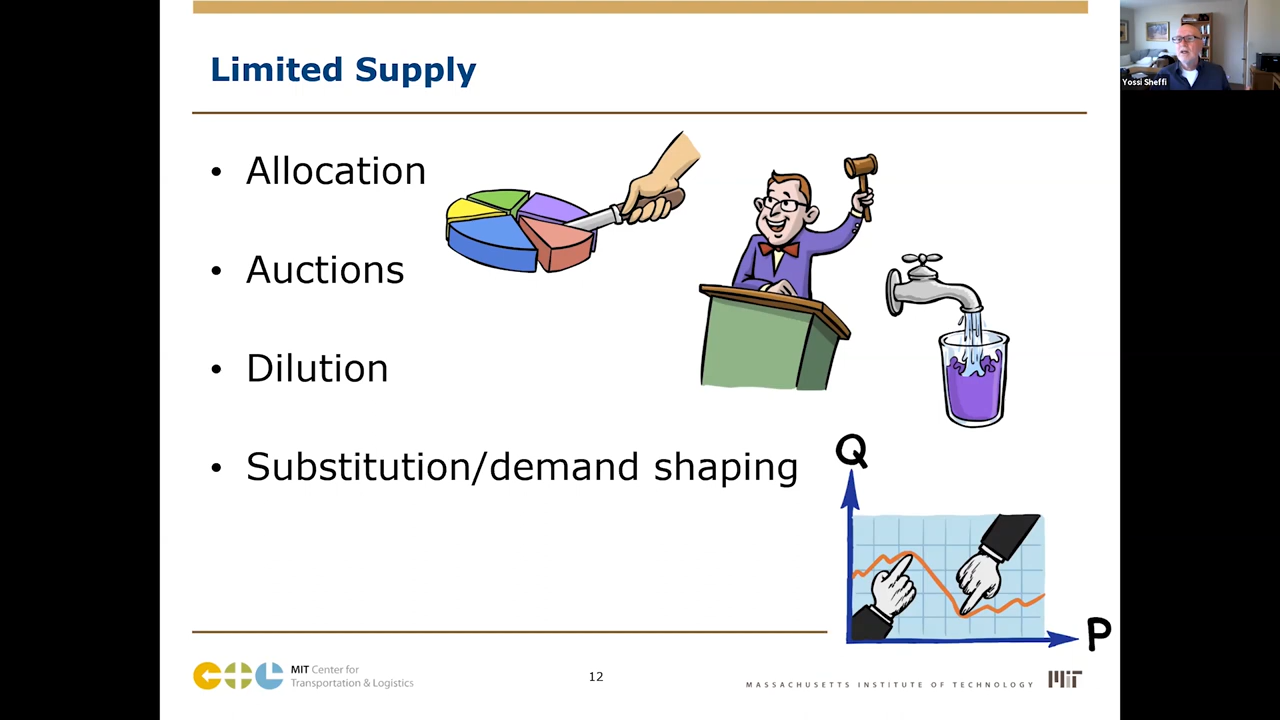 Limited Supply
Yossi Sheffi
• Allocation
• Auctions
• Dilution
• Substitution/demand shaping
Q
P
MIT Center for
Transportation & Logistics
12
MASSACHUSETTS INSTITUTE OF TECHNOLOGY
MIT